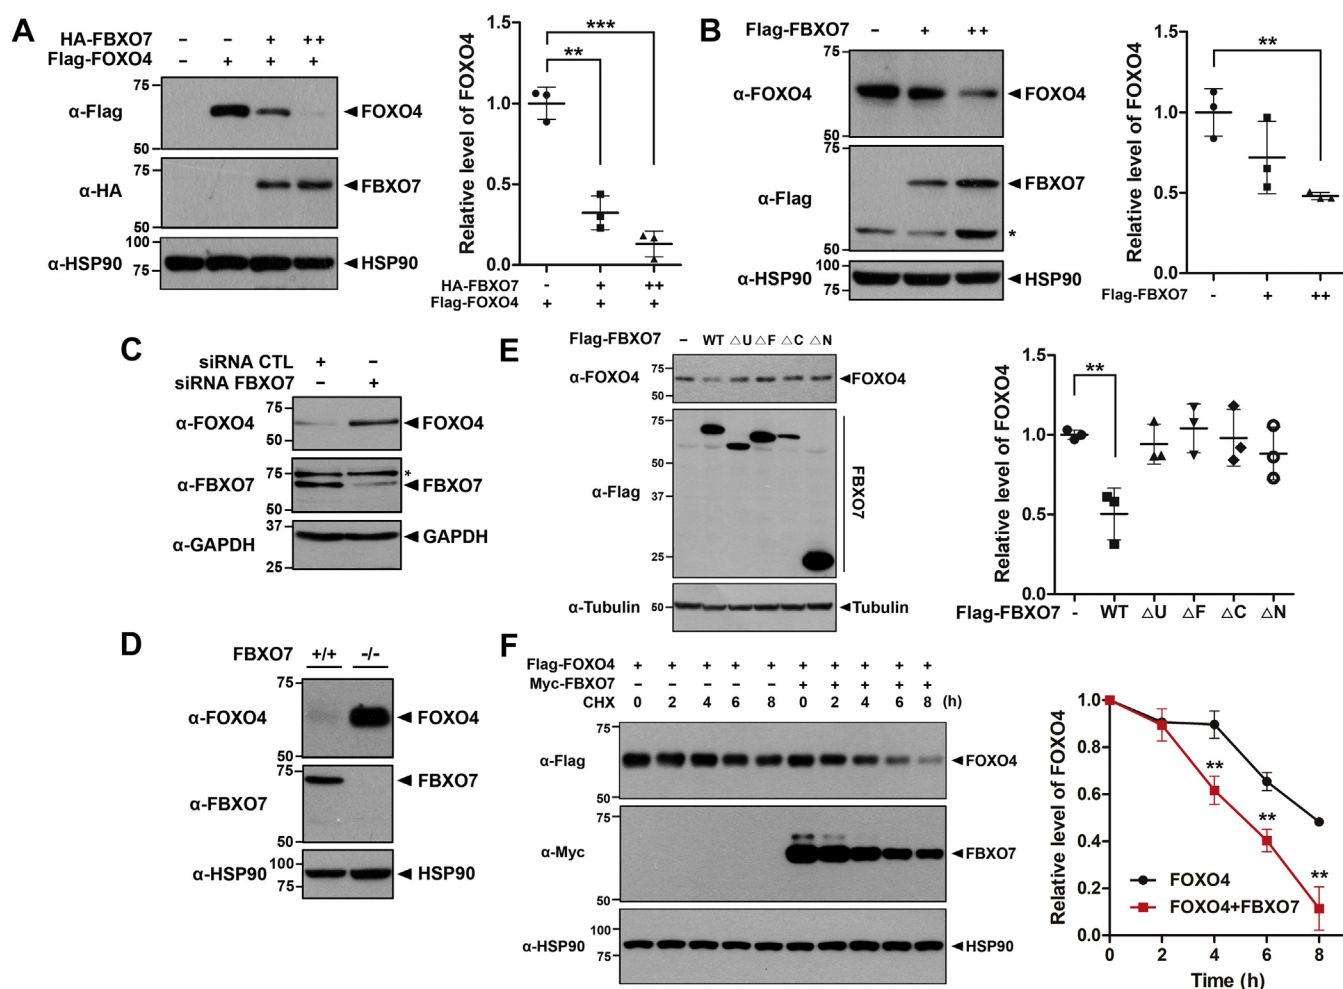 A
HA-FBXO7 – – + ++
Flag-FOXO4 – + + +
75
α-Flag ◄FOXO4
50
75
α-HA ◄FBXO7
50
100
α-HSP90 ◄HSP90
75
Relative level of FOXO4
1.5
1.0
0.5
0.0
***
**
HA-FBXO7 - + ++
Flag-FOXO4 + + +
B
Flag-FBXO7 – + ++
75
α-FOXO4 ◄FOXO4
50
75
α-Flag ◄FBXO7
*
50
100
α-HSP90 ◄HSP90
75
Relative level of FOXO4
1.5
1.0
0.5
0.0
**
Flag-FBXO7 - + ++
C
siRNA CTL + –
siRNA FBXO7 – +
75
α-FOXO4 ◄FOXO4
50
75 *
α-FBXO7 ◄FBXO7
50
37
α-GAPDH ◄GAPDH
25
D
FBXO7 +/+ -/-
75
α-FOXO4 ◄FOXO4
50
75
◄FBXO7
α-FBXO7
50
100
α-HSP90 ◄HSP90
75
E
Flag-FBXO7 – WT △U △F △C △N
75
α-FOXO4 ◄FOXO4
50
75
50
α-Flag
37
25
FBXO7
α-Tubulin 50 ◄Tubulin
Relative level of FOXO4
1.5
1.0
0.5
0.0
**
Flag-FBXO7 - WT △U △F △C △N
F
Flag-FOXO4 + + + + + + + + + +
Myc-FBXO7 – – – – – + + + + +
CHX 0 2 4 6 8 0 2 4 6 8 (h)
75
α-Flag ◄FOXO4
50
75
α-Myc ◄FBXO7
50
100
α-HSP90 ◄HSP90
75
Relative level of FOXO4
1.0
0.8
0.6
0.4
0.2
0.0
**
**
**
FOXO4
FOXO4+FBXO7
0 2 4 6 8
Time (h)